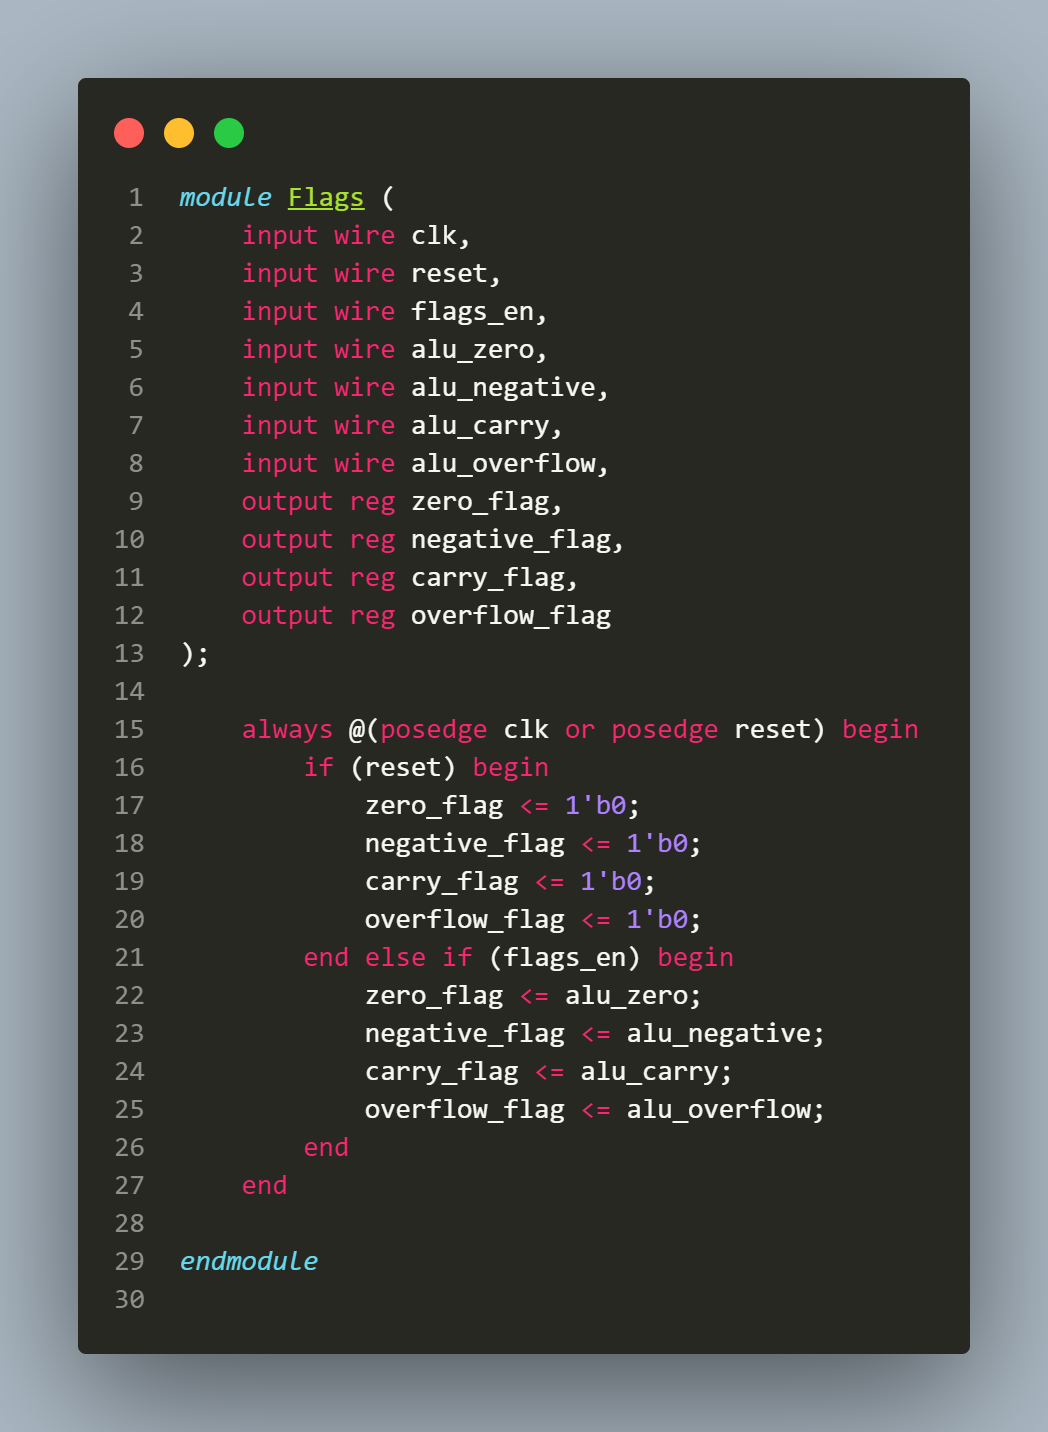 1 module Flags (
2     input wire clk,
3     input wire reset,
4     input wire flags_en,
5     input wire alu_zero,
6     input wire alu_negative,
7     input wire alu_carry,
8     input wire alu_overflow,
9     output reg zero_flag,
10     output reg negative_flag,
11     output reg carry_flag,
12     output reg overflow_flag
13 );
14
15     always @(posedge clk or posedge reset) begin
16         if (reset) begin
17             zero_flag <= 1'b0;
18             negative_flag <= 1'b0;
19             carry_flag <= 1'b0;
20             overflow_flag <= 1'b0;
21         end else if (flags_en) begin
22             zero_flag <= alu_zero;
23             negative_flag <= alu_negative;
24             carry_flag <= alu_carry;
25             overflow_flag <= alu_overflow;
26         end
27     end
28
29 endmodule
30